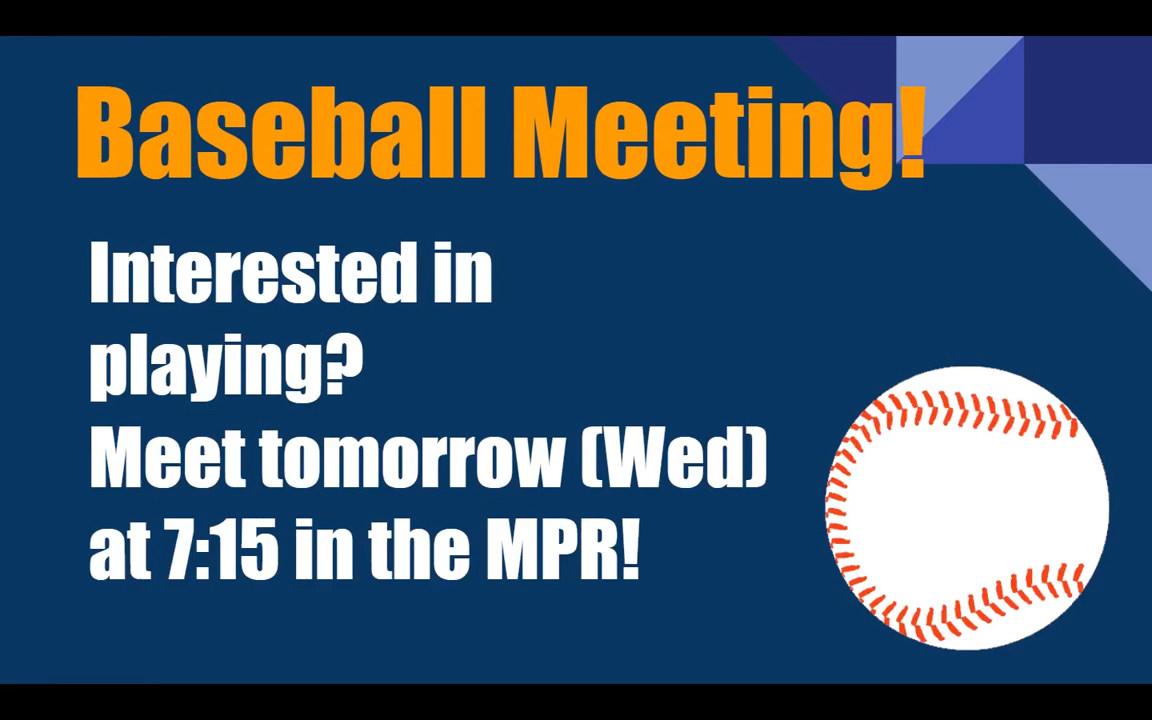 Baseball Meeting!
Interested in
playing?
Meet tomorrow (Wed)
at 7:15 in the MPR!